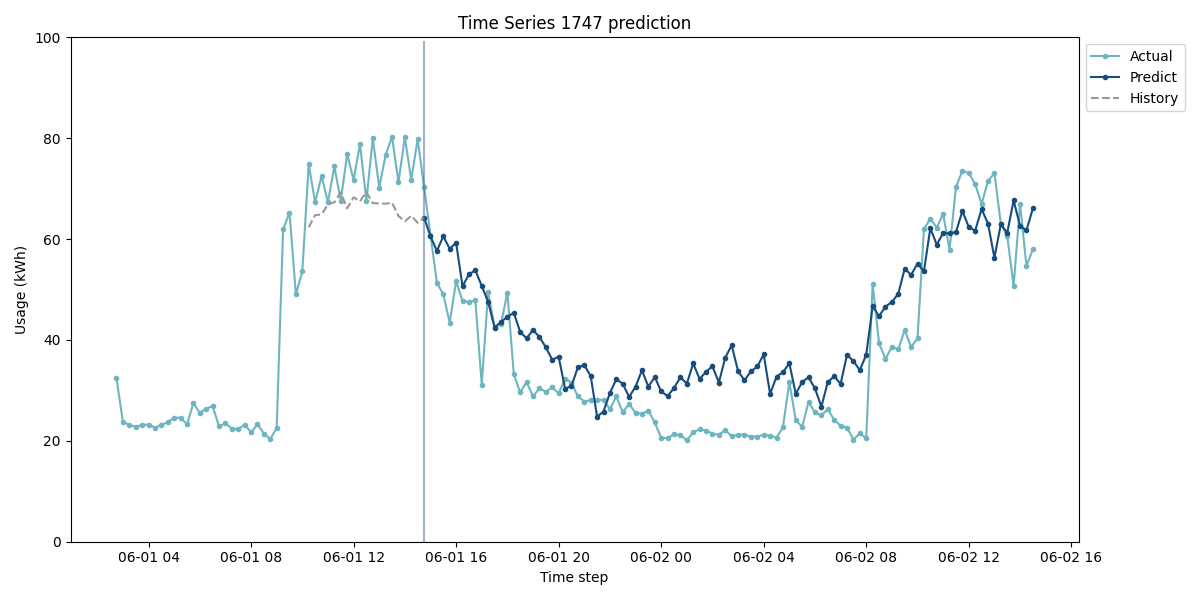 Time Series 1747 prediction
Usage (kWh)
100
80
60
40
20
0
06-01 04
06-01 08
06-01 12
06-01 16
06-01 20
06-02 00
06-02 04
06-02 08
06-02 12
06-02 16
Time step
Actual
Predict
History